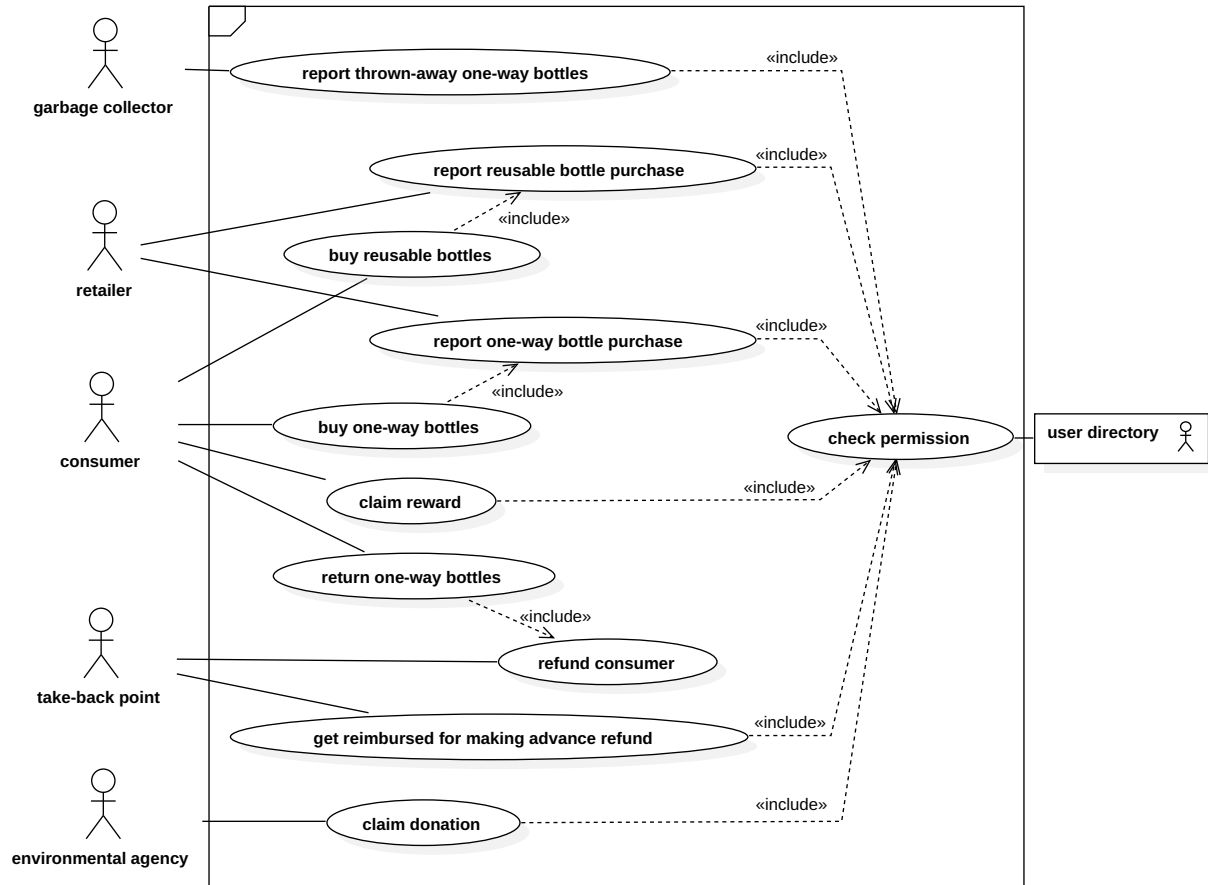 report thrown-away one-way bottles
«include»
garbage collector
report reusable bottle purchase
«include»
«include»
buy reusable bottles
retailer
report one-way bottle purchase
«include»
«include»
buy one-way bottles
consumer
check permission
user directory
claim reward
«include»
return one-way bottles
«include»
refund consumer
take-back point
get reimbursed for making advance refund
«include»
claim donation
«include»
environmental agency